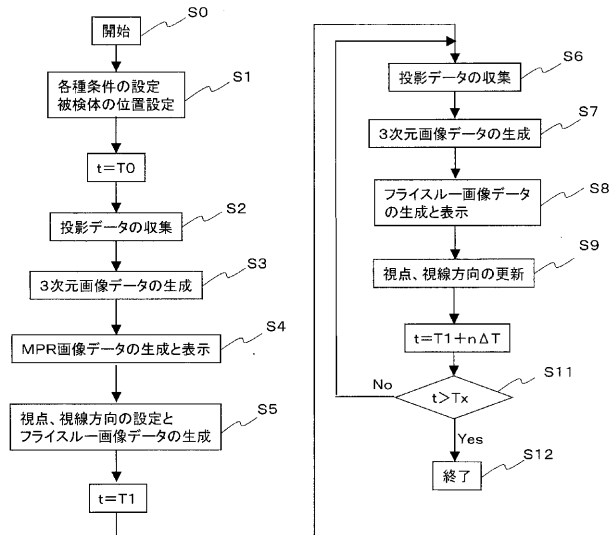 開始
S0
各種条件の設定
被検体の位置設定
S1
t=T0
投影データの収集
S2
3次元画像データの生成
S3
MPR画像データの生成と表示
S4
視点、視線方向の設定と
フライスルー画像データの生成
S5
t=T1
投影データの収集
S6
3次元画像データの生成
S7
フライスルー画像データ
の生成と表示
S8
視点、視線方向の更新
S9
t=T1+nΔT
t>Tx
S11
No
Yes
終了
S12